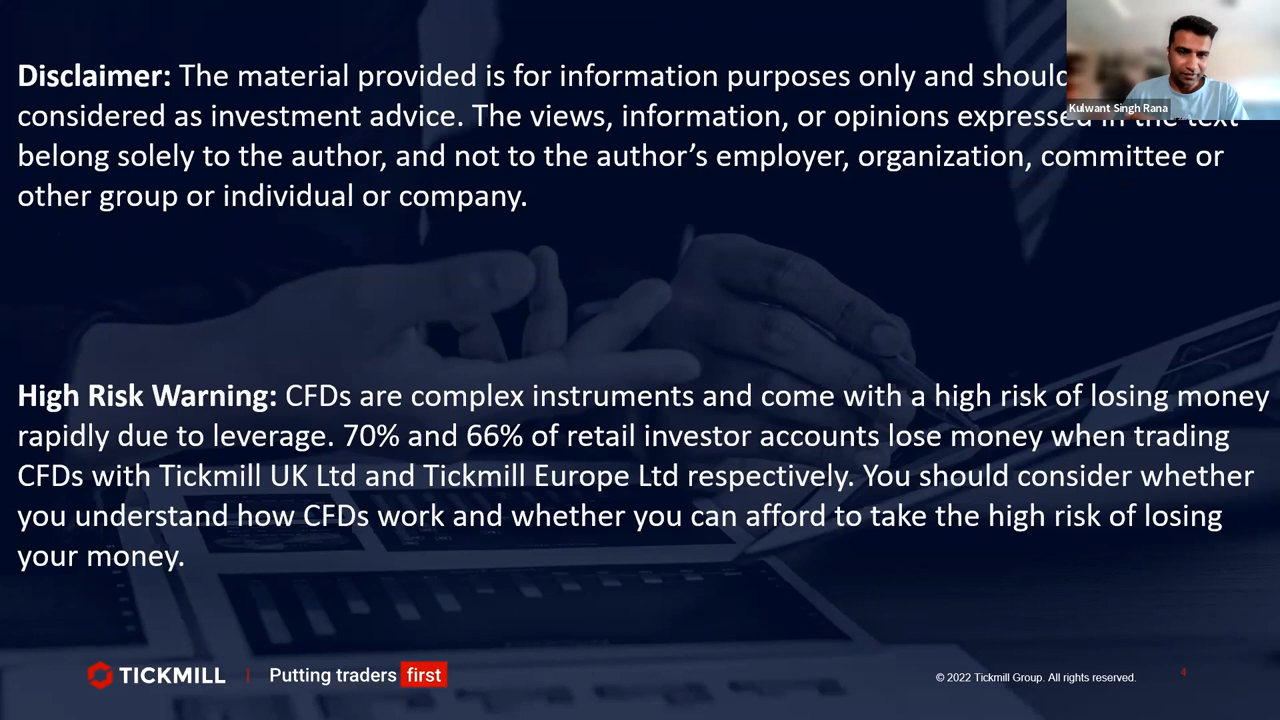 Disclaimer: The material provided is for information purposes only and should
considered as investment advice. The views, information, or opinions expressed in the text
belong solely to the author, and not to the author’s employer, organization, committee or
other group or individual or company.
Kulwant Singh Rana
High Risk Warning: CFDs are complex instruments and come with a high risk of losing money
rapidly due to leverage. 70% and 66% of retail investor accounts lose money when trading
CFDs with Tickmill UK Ltd and Tickmill Europe Ltd respectively. You should consider whether
you understand how CFDs work and whether you can afford to take the high risk of losing
your money.
TICKMILL | Putting traders first
© 2022 Tickmill Group. All rights reserved.
4